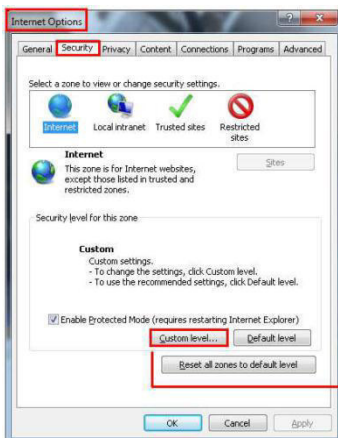 Internet Options
General Security Privacy Content Connections Programs Advanced
Select a zone to view or change security settings.
Internet Local intranet Trusted sites Restricted
sites
Internet
This zone is for Internet websites,
except those listed in trusted and
restricted zones.
Sites
Security level for this zone
Custom
Custom settings.
- To change the settings, click Custom level.
- To use the recommended settings, click Default level.
Enable Protected Mode (requires restarting Internet Explorer)
Custom level... Default level
Reset all zones to default level
OK Cancel Apply